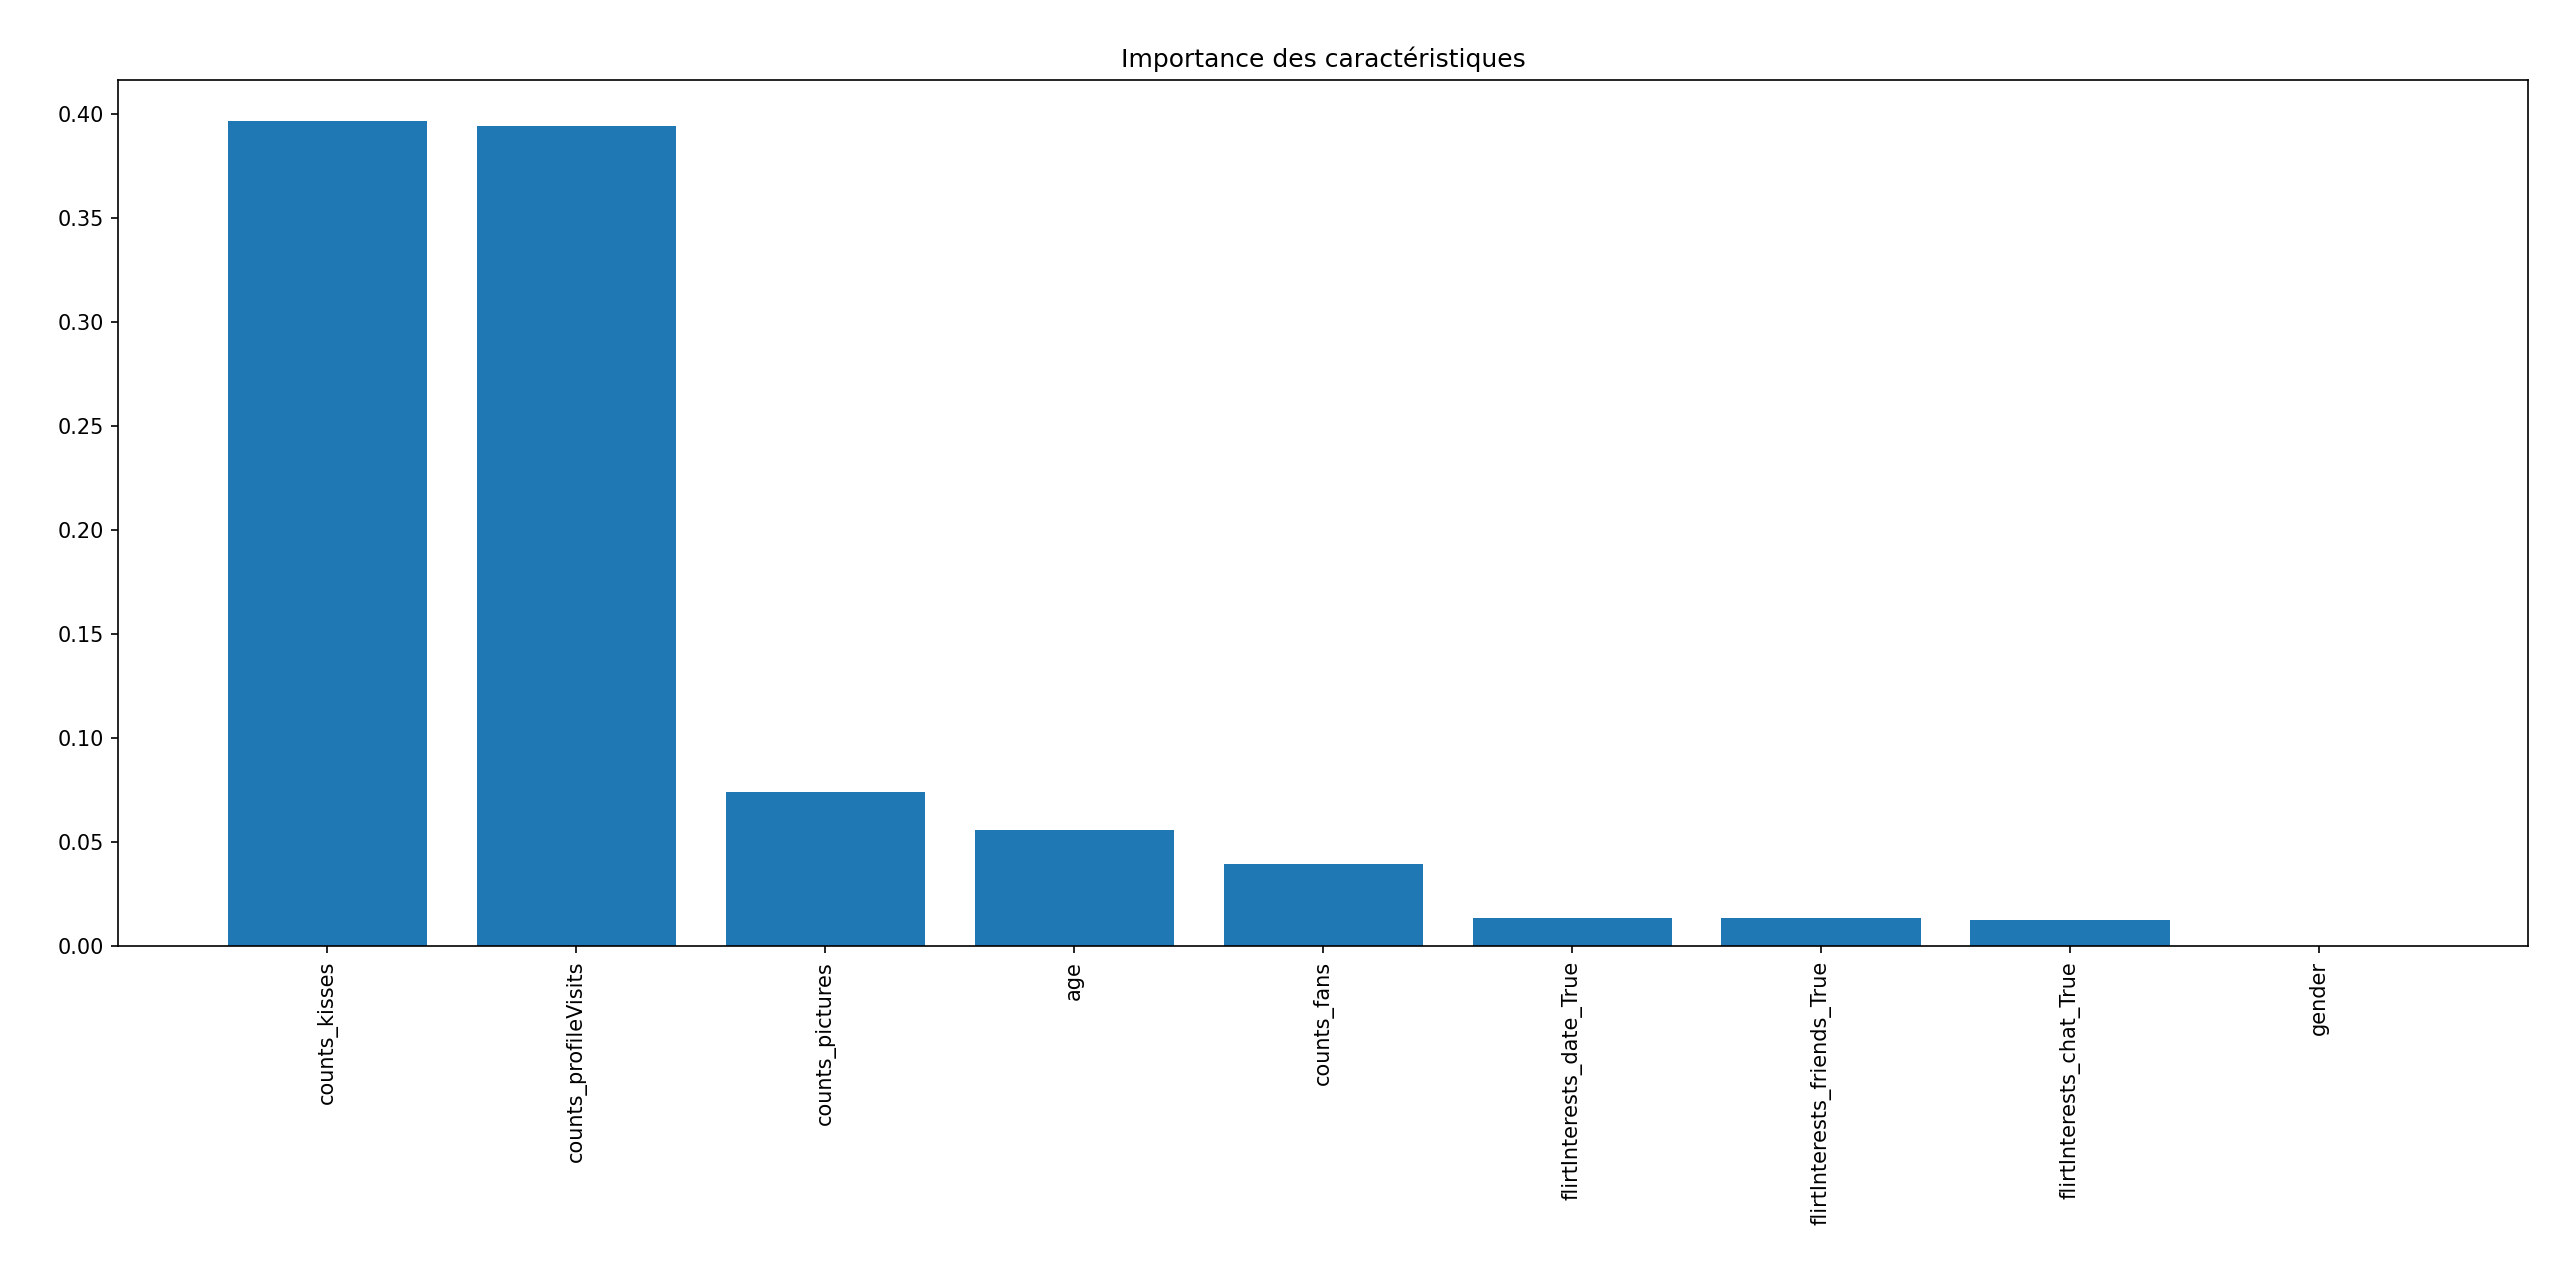 Importance des caractéristiques
0.40
0.35
0.30
0.25
0.20
0.15
0.10
0.05
0.00
counts_kisses
counts_profileVisits
counts_pictures
age
counts_fans
flirtInterests_date_True
flirtInterests_friends_True
flirtInterests_chat_True
gender